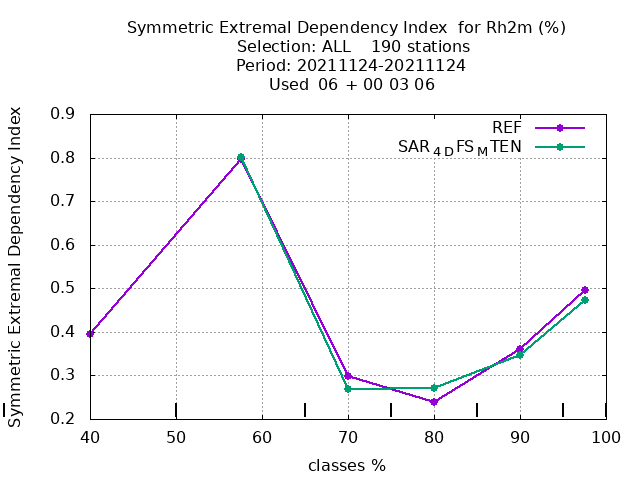 Symmetric Extremal Dependency Index for Rh2m (%)
Selection: ALL 190 stations
Period: 20211124-20211124
Used 06 + 00 03 06
REF
SAR4DFSMTEN
Symmetric Extremal Dependency Index
0.9
0.8
0.7
0.6
0.5
0.4
0.3
0.2
40 50 60 70 80 90 100
classes %